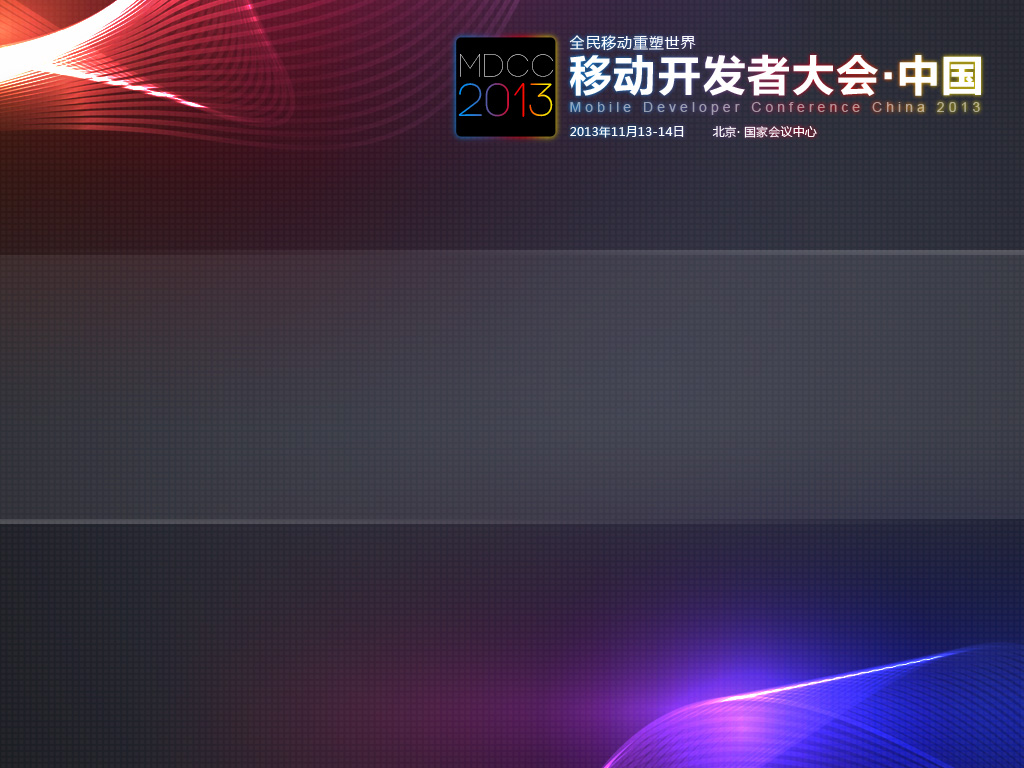 MDCC
2013
全民移动重塑世界
移动开发者大会·中国
Mobile Developer Conference China 2013
2013年11月13-14日 北京·国家会议中心